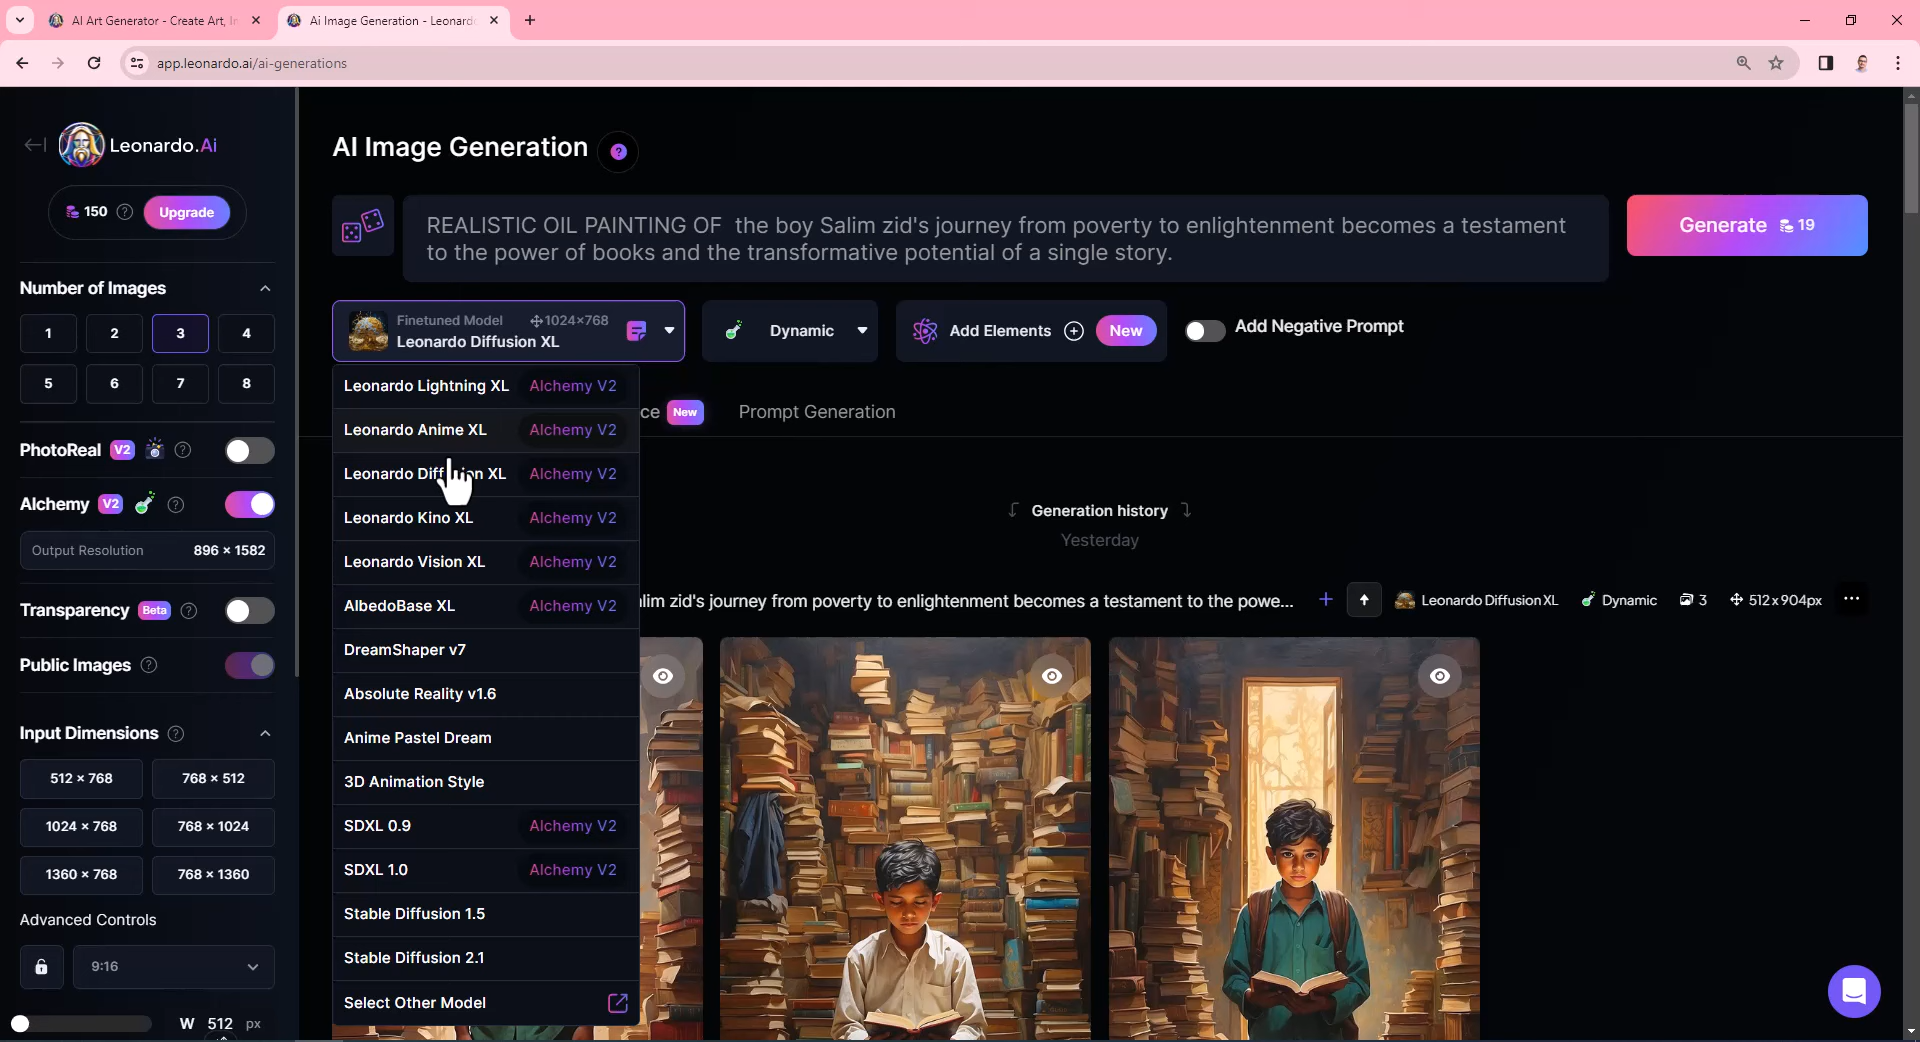 AI Art Generator - Create Art, I
Ai Image Generation - Leonard
app.leonardo.ai/ai-generations
Leonardo.Ai
150
Upgrade
Number of Images
1
2
3
4
5
6
7
8
PhotoReal V2
Alchemy V2
Output Resolution 896 × 1582
Transparency Beta
Public Images
Input Dimensions
512 × 768
768 × 512
1024 × 768
768 × 1024
1360 × 768
768 × 1360
Advanced Controls
9:16
W 512 px
AI Image Generation
REALISTIC OIL PAINTING OF the boy Salim zid's journey from poverty to enlightenment becomes a testament
to the power of books and the transformative potential of a single story.
Generate 19
Finetuned Model 1024×768
Leonardo Diffusion XL
Dynamic
Add Elements
New
Add Negative Prompt
Leonardo Lightning XL Alchemy V2
Leonardo Anime XL Alchemy V2
Leonardo Diff on XL Alchemy V2
Leonardo Kino XL Alchemy V2
Leonardo Vision XL Alchemy V2
AlbedoBase XL Alchemy V2
DreamShaper v7
Absolute Reality v1.6
Anime Pastel Dream
3D Animation Style
SDXL 0.9 Alchemy V2
SDXL 1.0 Alchemy V2
Stable Diffusion 1.5
Stable Diffusion 2.1
Select Other Model
ce New
Prompt Generation
Generation history
Yesterday
lim zid's journey from poverty to enlightenment becomes a testament to the powe...
Leonardo Diffusion XL
Dynamic
3
512 x 904px